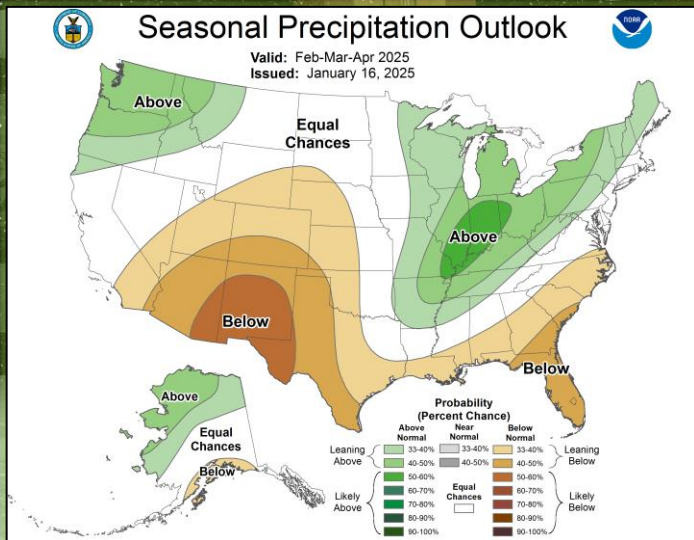 Seasonal Precipitation Outlook
NOAA
Valid: Feb-Mar-Apr 2025
Issued: January 16, 2025
Above
Equal
Chances
Above
Below
Below
Above
Equal
Chances
Below
Probability
(Percent Chance)
Above
Normal
Near
Normal
Below
Normal
Leaning
Above
33-40%
33-40%
33-40%
Leaning
Below
40-50%
40-50%
40-50%
Likely
Above
50-60%
60-70%
70-80%
80-90%
90-100%
Equal
Chances
50-60%
60-70%
70-80%
80-90%
90-100%
Likely
Below